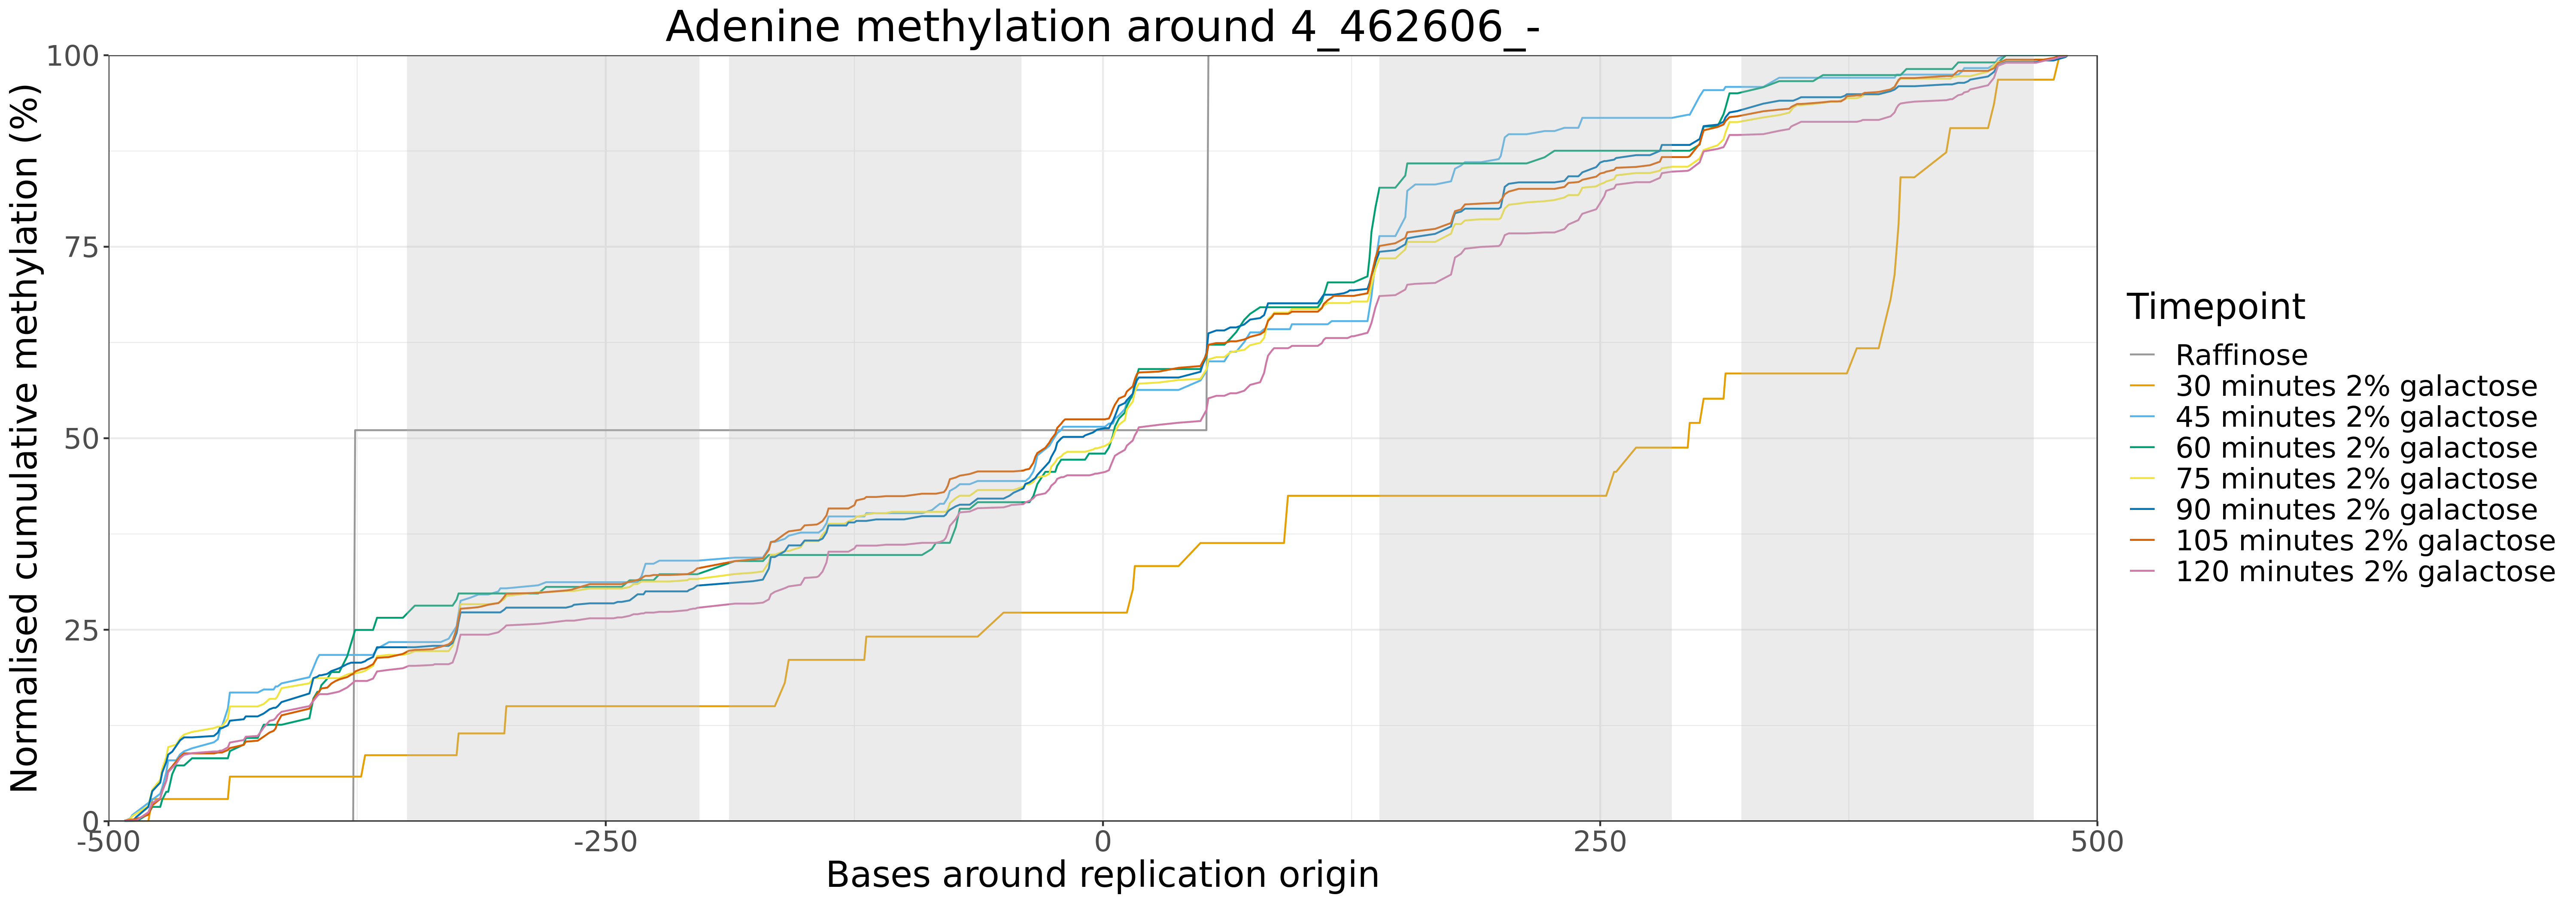 Adenine methylation around 4_462606_-
Normalised cumulative methylation (%)
100
75
50
25
0
-500
-250
0
250
500
Bases around replication origin
Timepoint
Raffinose
30 minutes 2% galactose
45 minutes 2% galactose
60 minutes 2% galactose
75 minutes 2% galactose
90 minutes 2% galactose
105 minutes 2% galactose
120 minutes 2% galactose